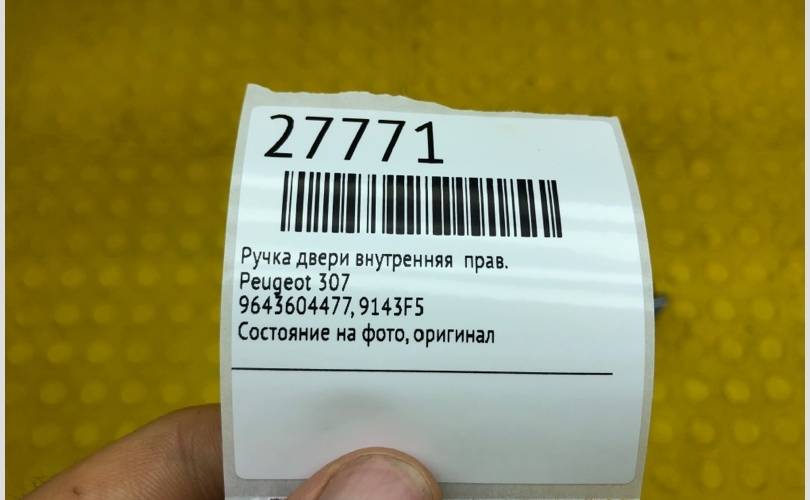 27771
Ручка двери внутренняя прав.
Peugeot 307
9643604477, 9143F5
Состояние на фото, оригинал